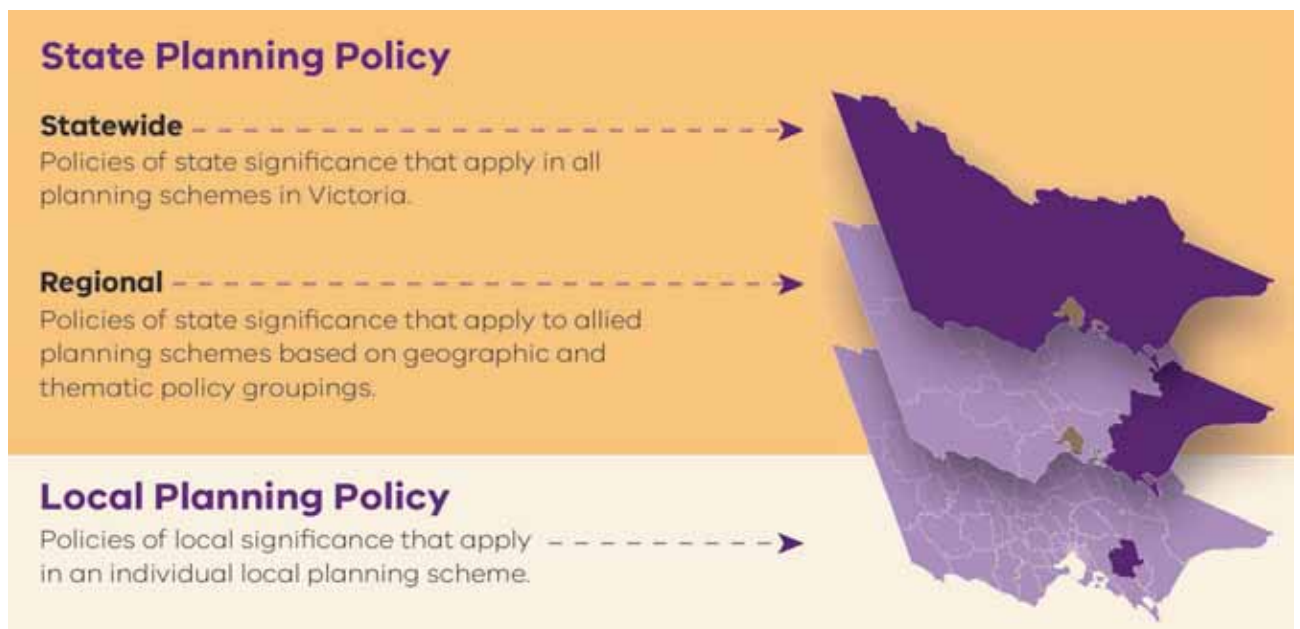 State Planning Policy
Statewide
Policies of state significance that apply in all
planning schemes in Victoria.
Regional
Policies of state significance that apply to allied
planning schemes based on geographic and
thematic policy groupings.
Local Planning Policy
Policies of local significance that apply
in an individual local planning scheme.